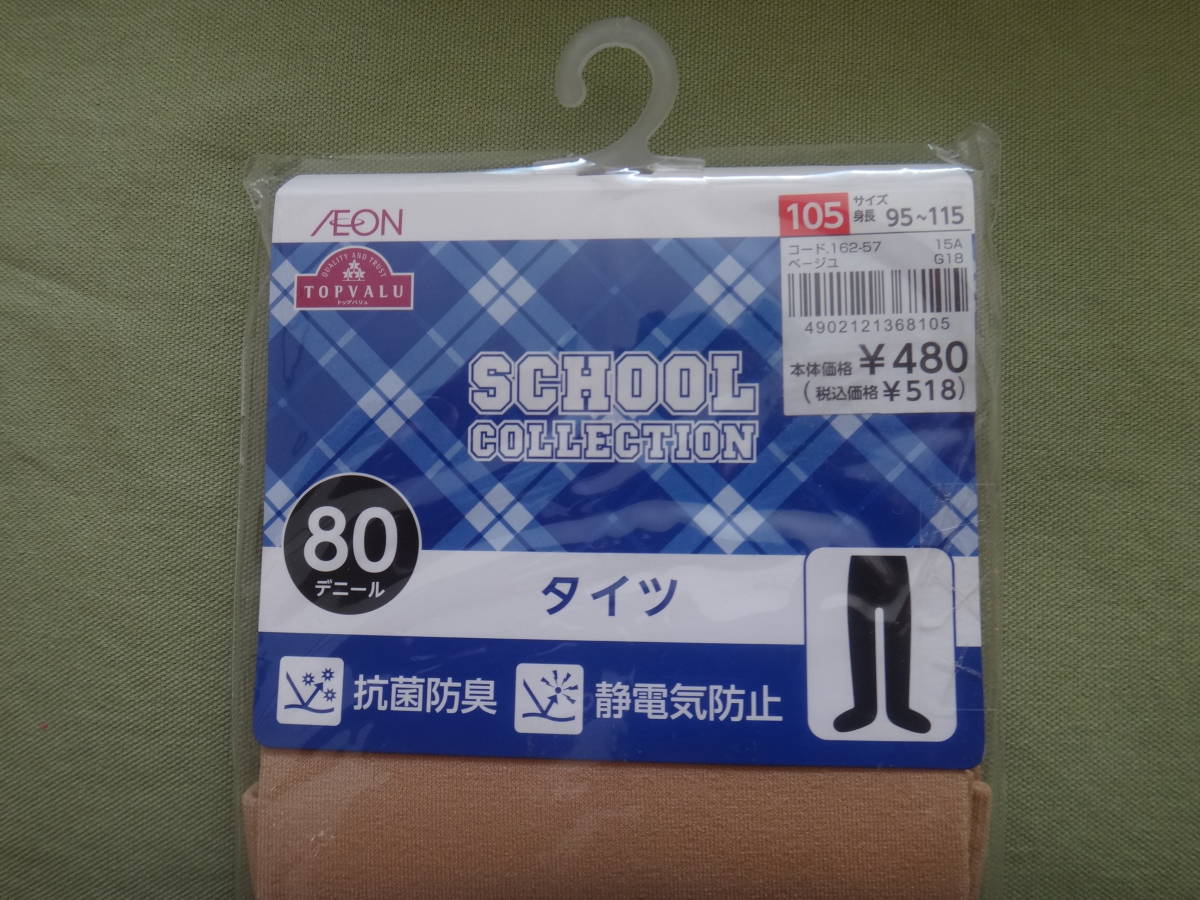 ÆON
QUALITY AND TRUST
TOPVALU
トップバリュ
105 サイズ 身長 95~115
コード.162-57 15A
ベージュ G18
4902121368105
本体価格 ¥480
(税込価格¥518)
SCHOOL
COLLECTION
80
デニール
タイツ
抗菌防臭 静電気防止